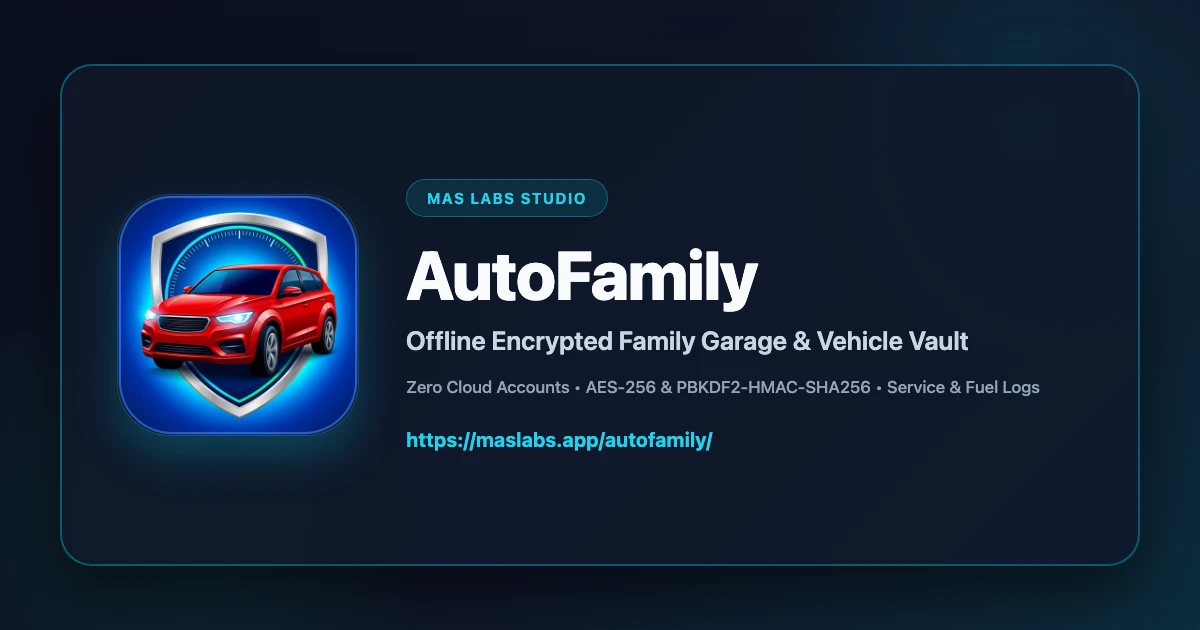 MAS LABS STUDIO
AutoFamily
Offline Encrypted Family Garage & Vehicle Vault
Zero Cloud Accounts • AES-256 & PBKDF2-HMAC-SHA256 • Service & Fuel Logs
https://maslabs.app/autofamily/